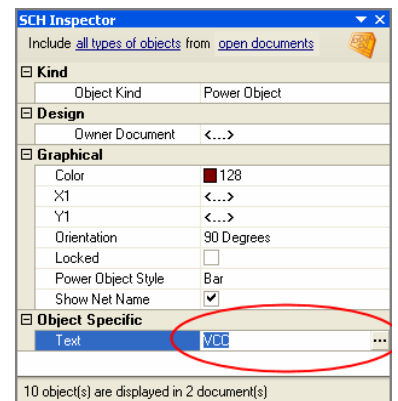 SCH Inspector
Include all types of objects from open documents
Kind
Object Kind Power Object
Design
Owner Document <...>
Graphical
Color 128
X1 <...>
Y1 <...>
Orientation 90 Degrees
Locked
Power Object Style Bar
Show Net Name
Object Specific
Text VCC ...
10 object(s) are displayed in 2 document(s)